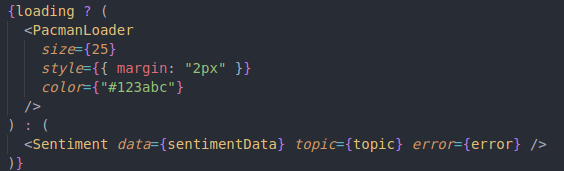 {loading ? (
<PacmanLoader
size={25}
style={{ margin: "2px" }}
color={"#123abc"}
/>
) : (
<Sentiment data={sentimentData} topic={topic} error={error} />
)}